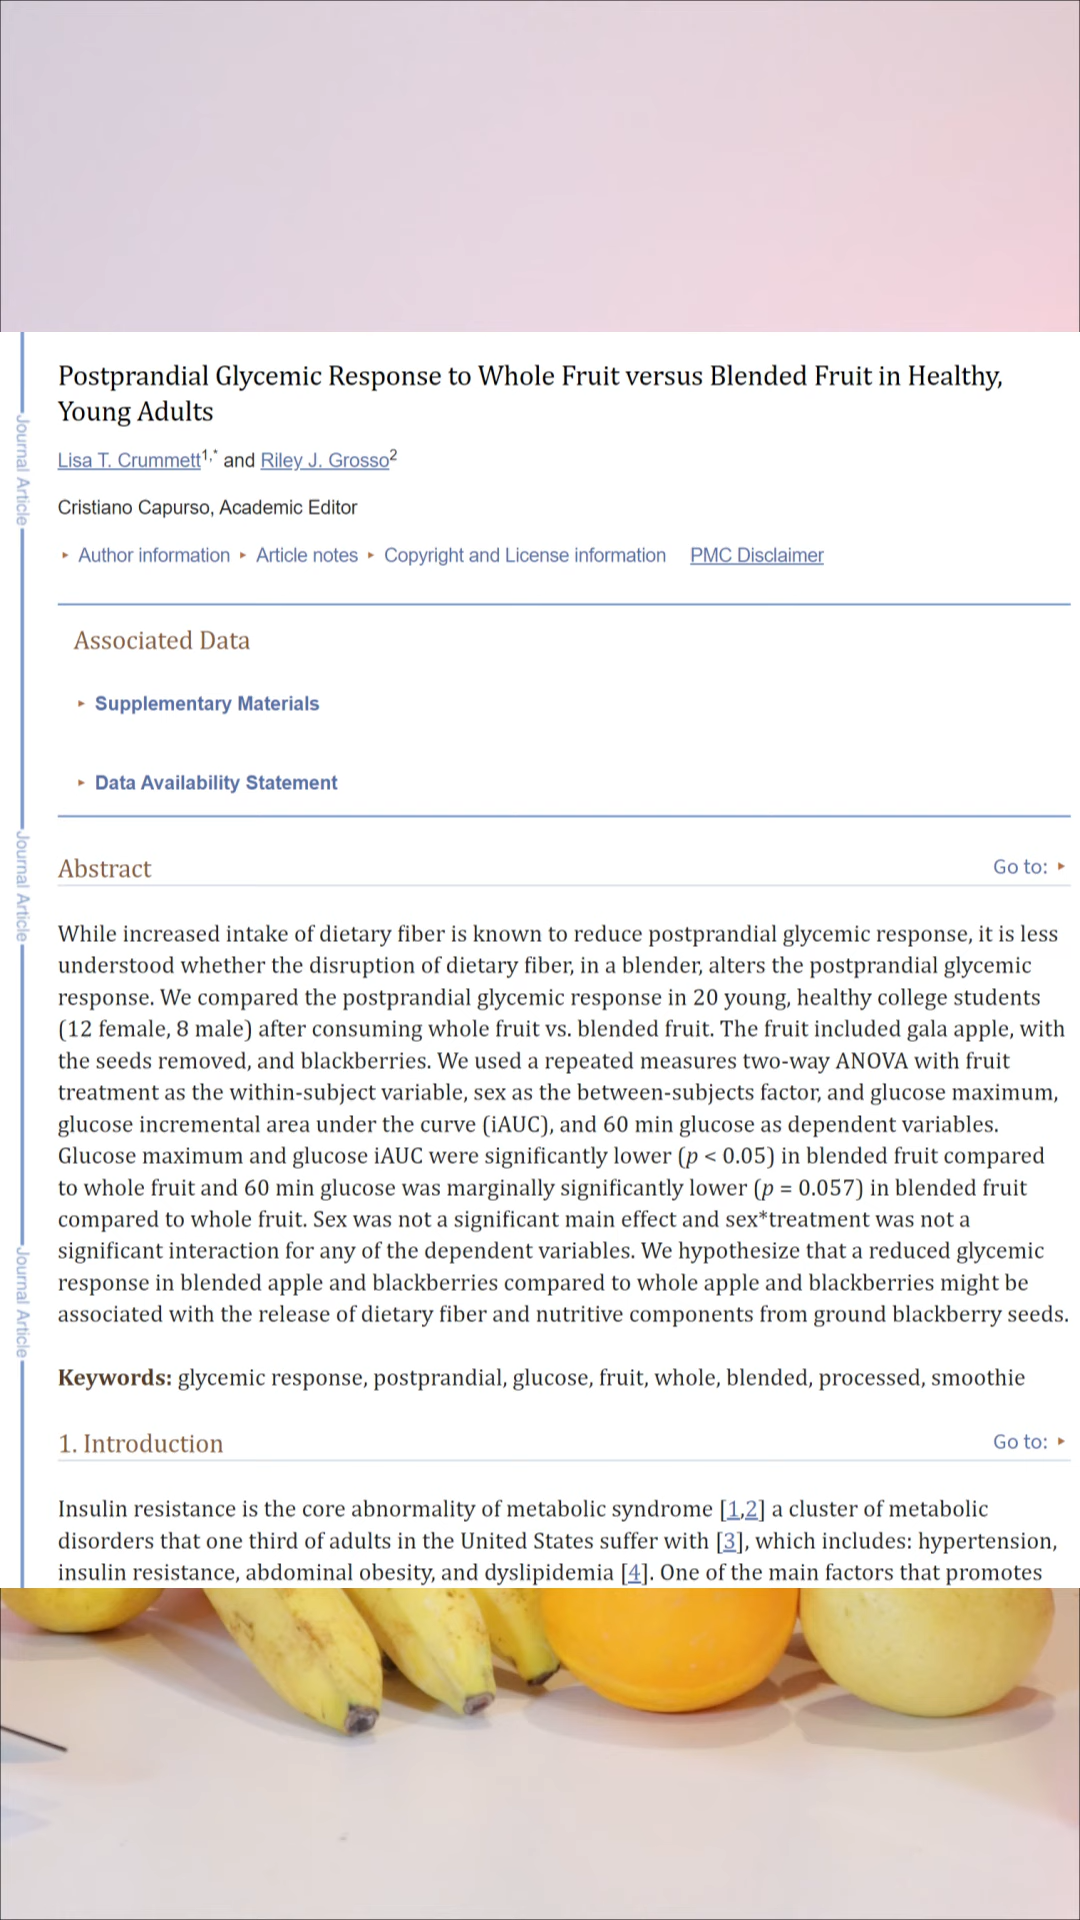 Postprandial Glycemic Response to Whole Fruit versus Blended Fruit in Healthy,
Young Adults
Lisa T. Crummett1,* and Riley J. Grosso2
Cristiano Capurso, Academic Editor
▸ Author information ▸ Article notes ▸ Copyright and License information PMC Disclaimer
Associated Data
▸ Supplementary Materials
▸ Data Availability Statement
Abstract Go to: ▸
While increased intake of dietary fiber is known to reduce postprandial glycemic response, it is less
understood whether the disruption of dietary fiber, in a blender, alters the postprandial glycemic
response. We compared the postprandial glycemic response in 20 young, healthy college students
(12 female, 8 male) after consuming whole fruit vs. blended fruit. The fruit included gala apple, with
the seeds removed, and blackberries. We used a repeated measures two-way ANOVA with fruit
treatment as the within-subject variable, sex as the between-subjects factor, and glucose maximum,
glucose incremental area under the curve (iAUC), and 60 min glucose as dependent variables.
Glucose maximum and glucose iAUC were significantly lower (p < 0.05) in blended fruit compared
to whole fruit and 60 min glucose was marginally significantly lower (p = 0.057) in blended fruit
compared to whole fruit. Sex was not a significant main effect and sex*treatment was not a
significant interaction for any of the dependent variables. We hypothesize that a reduced glycemic
response in blended apple and blackberries compared to whole apple and blackberries might be
associated with the release of dietary fiber and nutritive components from ground blackberry seeds.
Keywords: glycemic response, postprandial, glucose, fruit, whole, blended, processed, smoothie
1. Introduction Go to: ▸
Insulin resistance is the core abnormality of metabolic syndrome [1,2] a cluster of metabolic
disorders that one third of adults in the United States suffer with [3], which includes: hypertension,
insulin resistance, abdominal obesity, and dyslipidemia [4]. One of the main factors that promotes
Journal Article
Journal Article
Journal Article